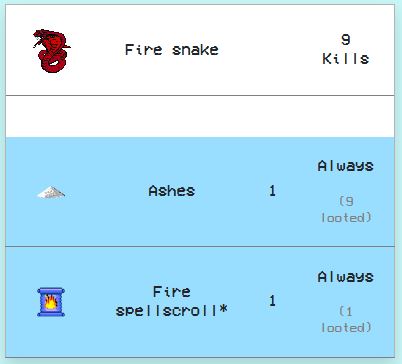 Fire snake
9
Kills
Ashes
1
Always
(9
looted)
Fire
spellscroll*
1
Always
(1
looted)